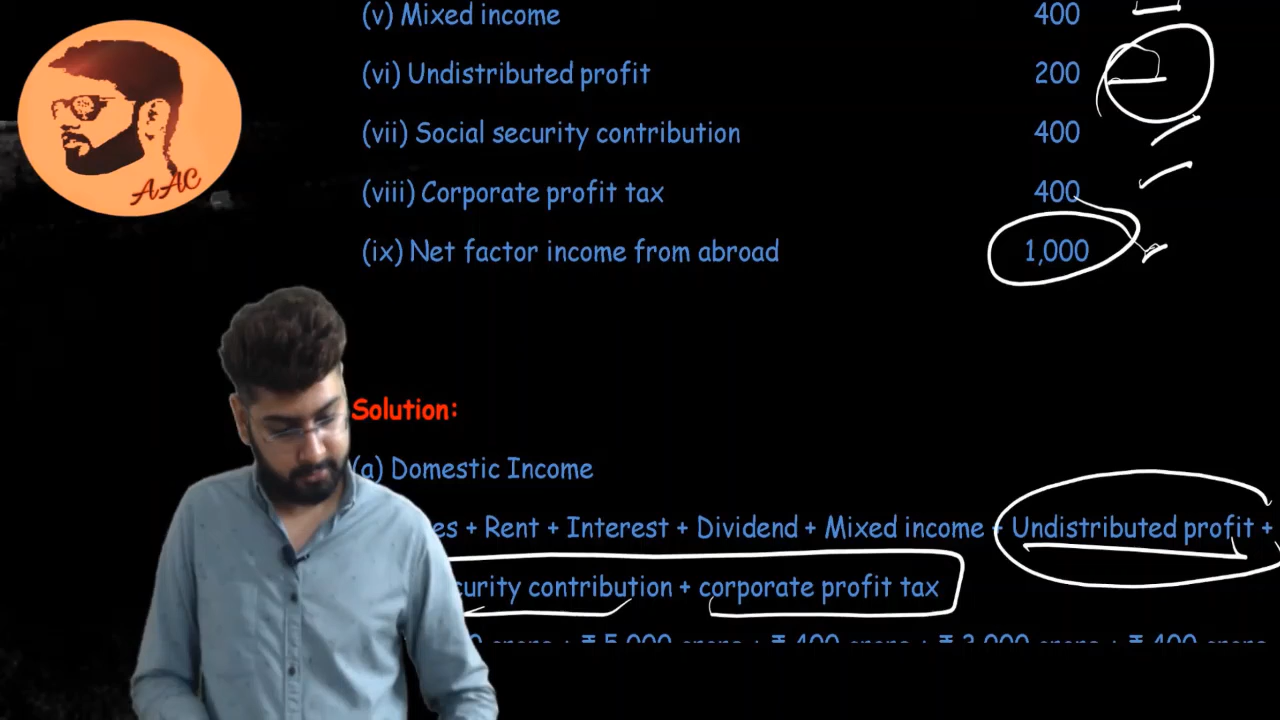 (v) Mixed income 400
(vi) Undistributed profit 200
(vii) Social security contribution 400
(viii) Corporate profit tax 400
(ix) Net factor income from abroad 1,000
AAC
Solution:
(a) Domestic Income
+ Rent + Interest + Dividend + Mixed income + Undistributed profit +
contribution + corporate profit tax